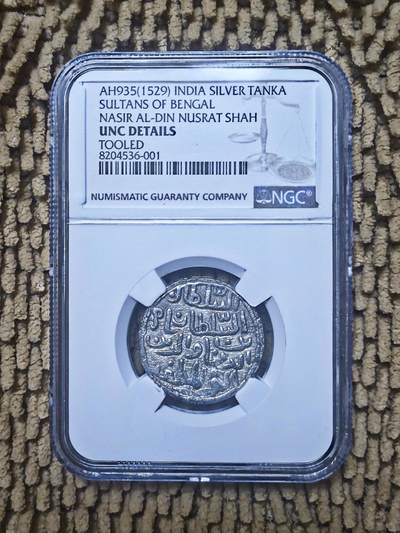 AH935(1529) INDIA SILVER TANKA
SULTANS OF BENGAL
NASIR AL-DIN NUSRAT SHAH
UNC DETAILS
TOOLED
8204536-001
NUMISMATIC GUARANTY COMPANY
NGC®
السلطان